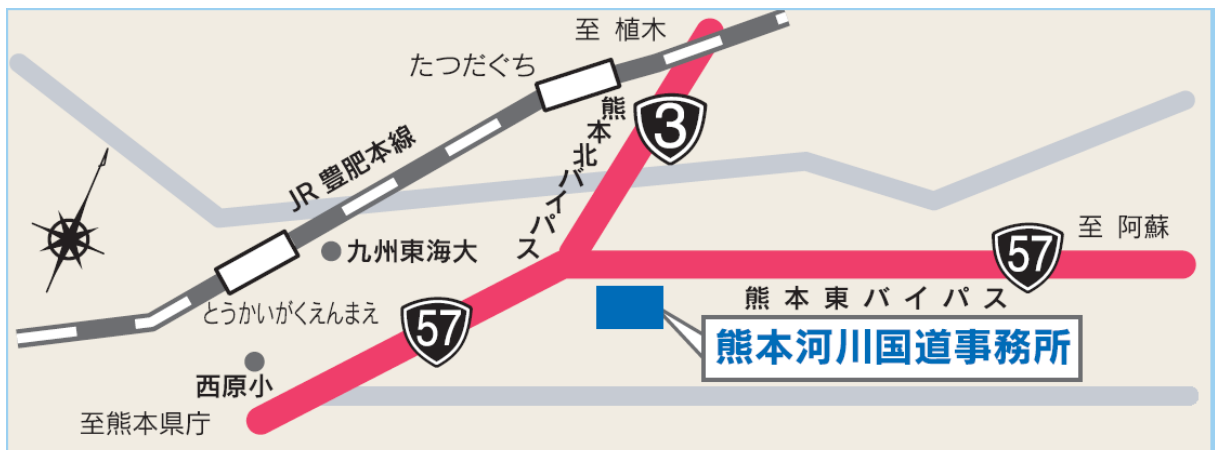 至 植木
たつだぐち
熊本北バイパス
3
JR 豊肥本線
至 阿蘇
57
九州東海大
とうかいがくえんまえ
57
熊本東バイパス
熊本河川国道事務所
西原小
至熊本県庁